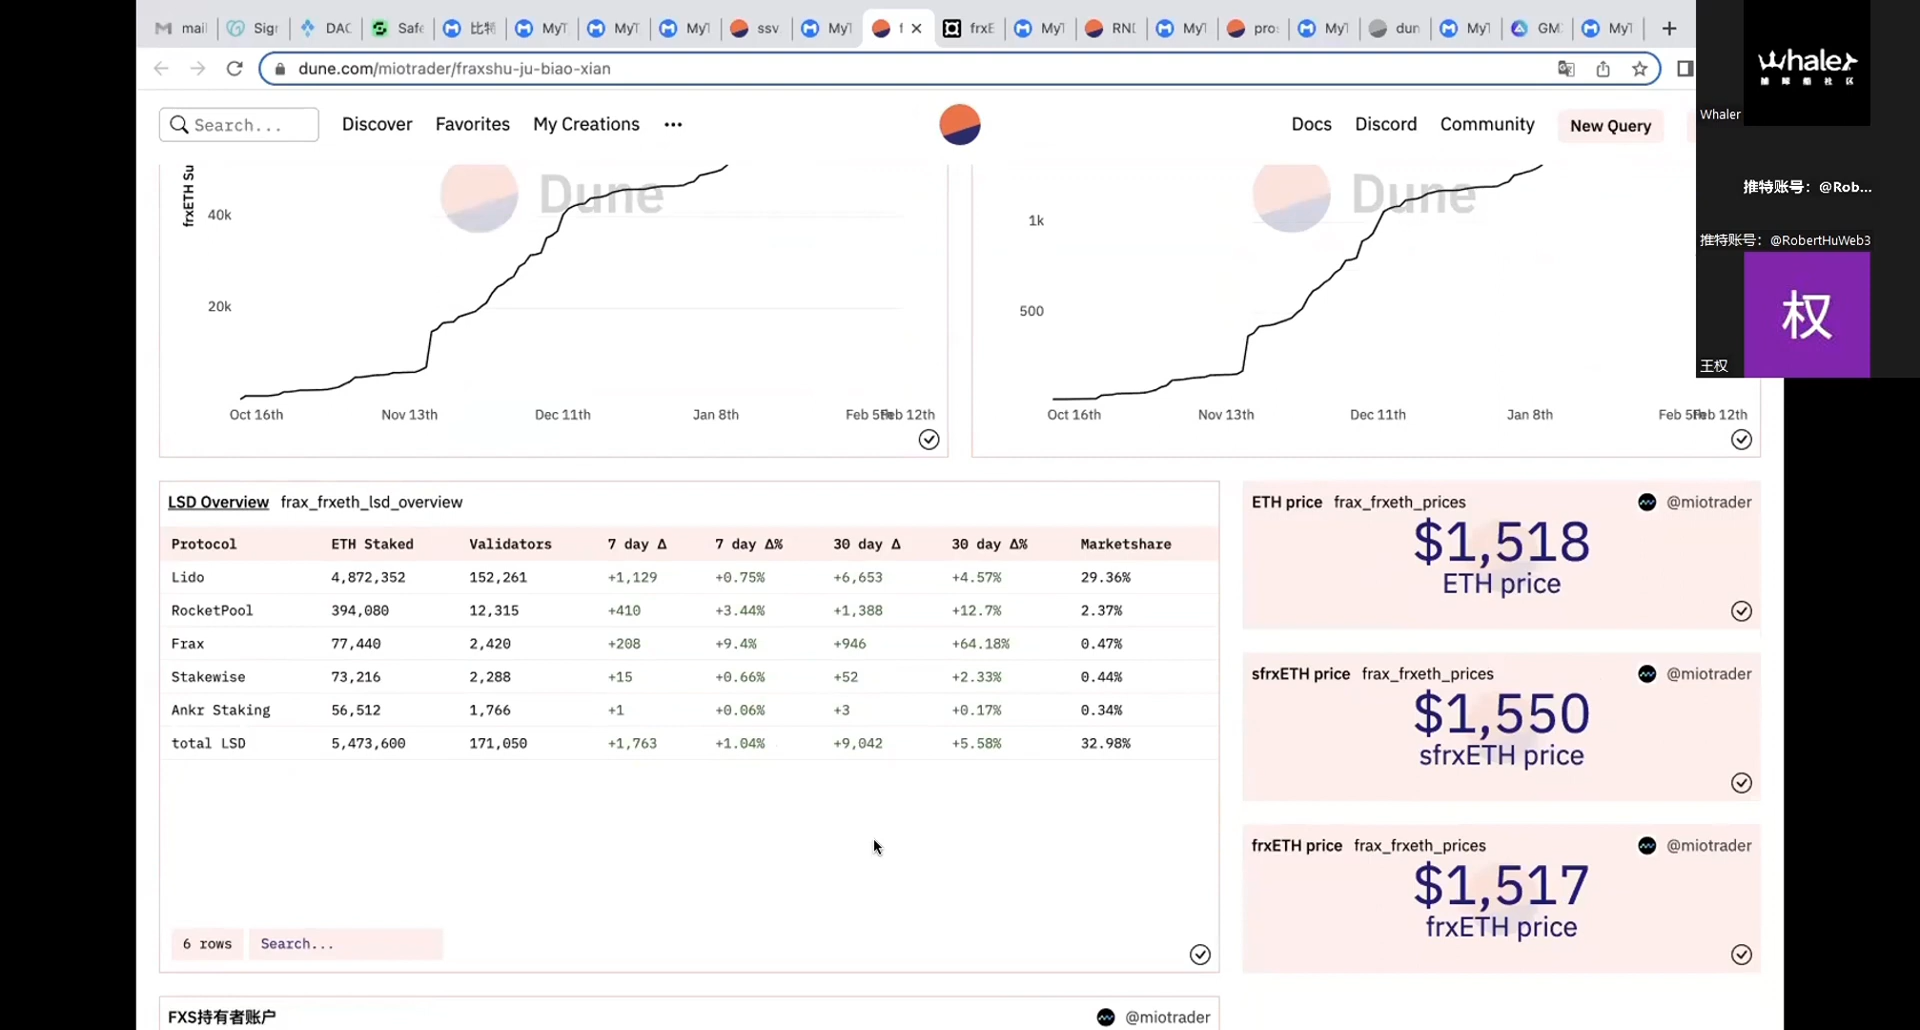 mail
Sign
DAO
Safe
比特
MyT
MyT
MyT
ssv
MyT
f
frxE
MyT
RNI
MyT
pro
MyT
dun
MyT
GM
MyT
dune.com/miotrader/fraxshu-ju-biao-xian
Search...
Discover
Favorites
My Creations
Docs
Discord
Community
New Query
Whaler
捕鲸船社区
Whaler
推特账号：@Rob...
推特账号：@RobertHuWeb3
权
王权
frxETH Su
40k
20k
Dune
Oct 16th
Nov 13th
Dec 11th
Jan 8th
Feb 5th
Feb 12th
1k
500
Dune
Oct 16th
Nov 13th
Dec 11th
Jan 8th
Feb 5th
Feb 12th
LSD Overview frax_frxeth_lsd_overview
Protocol ETH Staked Validators 7 day Δ 7 day Δ% 30 day Δ 30 day Δ% Marketshare
Lido 4,872,352 152,261 +1,129 +0.75% +6,653 +4.57% 29.36%
RocketPool 394,080 12,315 +410 +3.44% +1,388 +12.7% 2.37%
Frax 77,440 2,420 +208 +9.4% +946 +64.18% 0.47%
Stakewise 73,216 2,288 +15 +0.66% +52 +2.33% 0.44%
Ankr Staking 56,512 1,766 +1 +0.06% +3 +0.17% 0.34%
total LSD 5,473,600 171,050 +1,763 +1.04% +9,042 +5.58% 32.98%
6 rows
Search...
ETH price frax_frxeth_prices @miotrader
$1,518
ETH price
sfrxETH price frax_frxeth_prices @miotrader
$1,550
sfrxETH price
frxETH price frax_frxeth_prices @miotrader
$1,517
frxETH price
FXS持有者账户 @miotrader